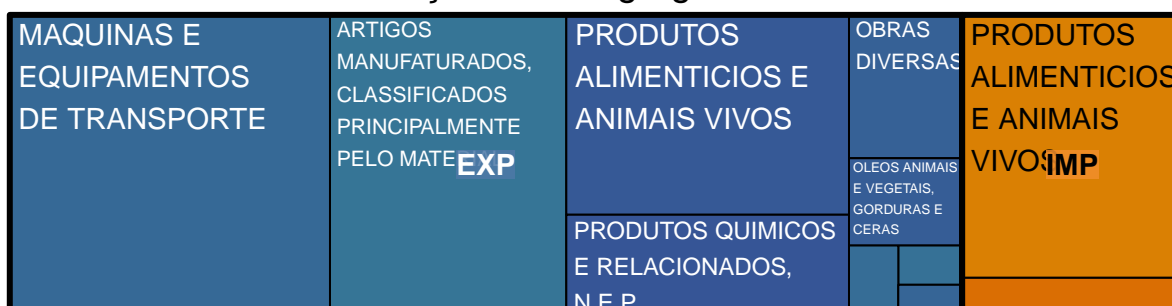 MAQUINAS E
EQUIPAMENTOS
DE TRANSPORTE
ARTIGOS
MANUFATURADOS,
CLASSIFICADOS
PRINCIPALMENTE
PELO MATE
EXP
PRODUTOS
ALIMENTICIOS E
ANIMAIS VIVOS
PRODUTOS QUIMICOS
E RELACIONADOS,
N.E.P.
OBRAS
DIVERSAS
OLEOS ANIMAIS
E VEGETAIS,
GORDURAS E
CERAS
PRODUTOS
ALIMENTICIOS
E ANIMAIS
VIVOS
IMP